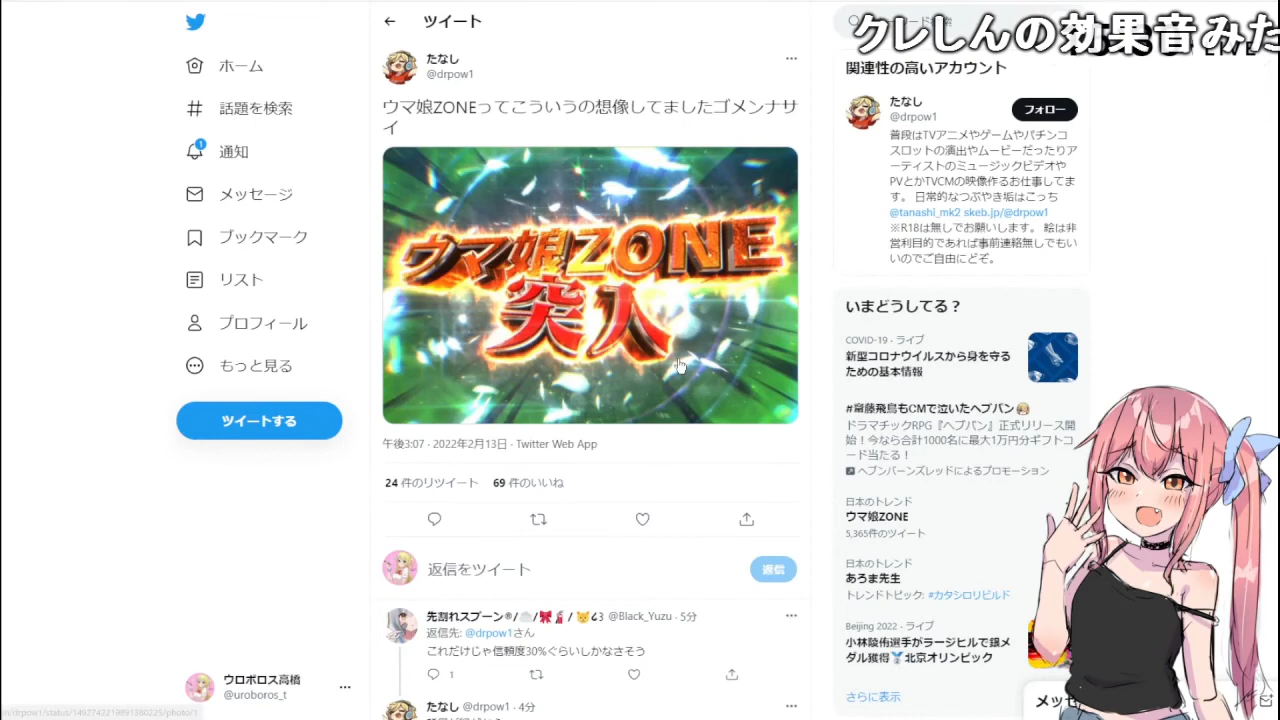 ツイート
クレしんの効果音みた
ホーム
話題を検索
1
通知
メッセージ
ブックマーク
リスト
プロフィール
もっと見る
ツイートする
ウロボロス高橋
@uroboros_t
たなし
@drpow1
ウマ娘ZONEってこういうの想像してましたゴメンナサ
イ
ウマ娘ZONE
突入
午後3:07 · 2022年2月13日 · Twitter Web App
24 件のリツイート 69 件のいいね
返信をツイート
返信
先割れスプーン®/ @Black_Yuzu · 5分
返信先: @drpow1さん
これだけじゃ信頼度30%ぐらいしかなさそう
1
たなし @drpow1 · 4分
関連性の高いアカウント
たなし
@drpow1
フォロー
普段はTVアニメやゲームやパチンコ
スロットの演出やムービーだったりア
ーティストのミュージックビデオや
PVとかTVCMの映像作るお仕事してま
す。 日常的なつぶやき垢はこっち
@tanashi_mk2 skeb.jp/@drpow1
※R18は無しでお願いします。 絵は非
営利目的であれば事前連絡無しでもい
いのでご自由にどぞ。
いまどうしてる？
COVID-19 · ライブ
新型コロナウイルスから身を守る
ための基本情報
#齋藤飛鳥もCMで泣いたヘブバン
ドラマチックRPG『ヘブバン』正式リリース開
始！今なら合計1000名に最大1万円分ギフトコ
ード当たる！
ヘブンバーンズレッドによるプロモーション
日本のトレンド
ウマ娘ZONE
5,365件のツイート
日本のトレンド
あろま先生
トレンドトピック: #カタシロリビルド
Beijing 2022 · ライブ
小林陵侑選手がラージヒルで銀メ
ダル獲得🥈北京オリンピック
さらに表示
メッセ